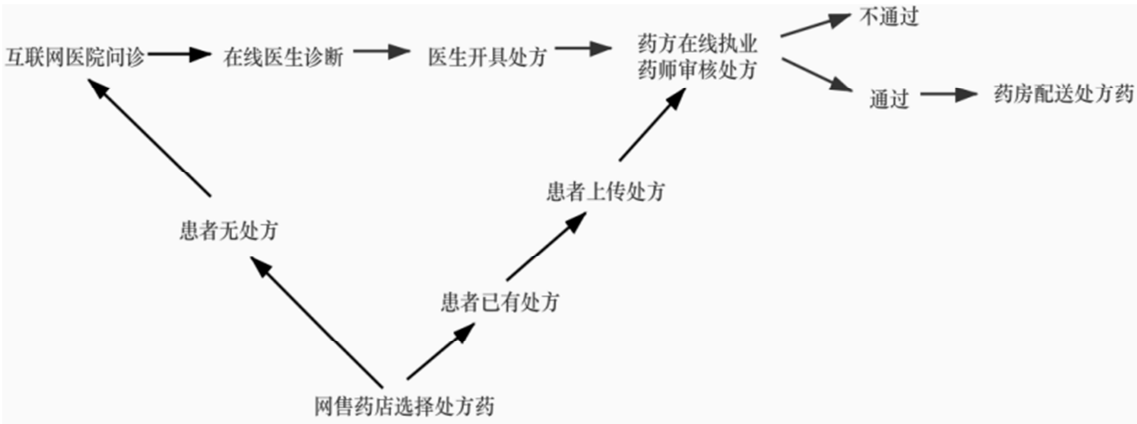 不通过
互联网医院问诊
在线医生诊断
医生开具处方
药方在线执业
药师审核处方
通过
药房配送处方药
患者上传处方
患者无处方
患者已有处方
网售药店选择处方药